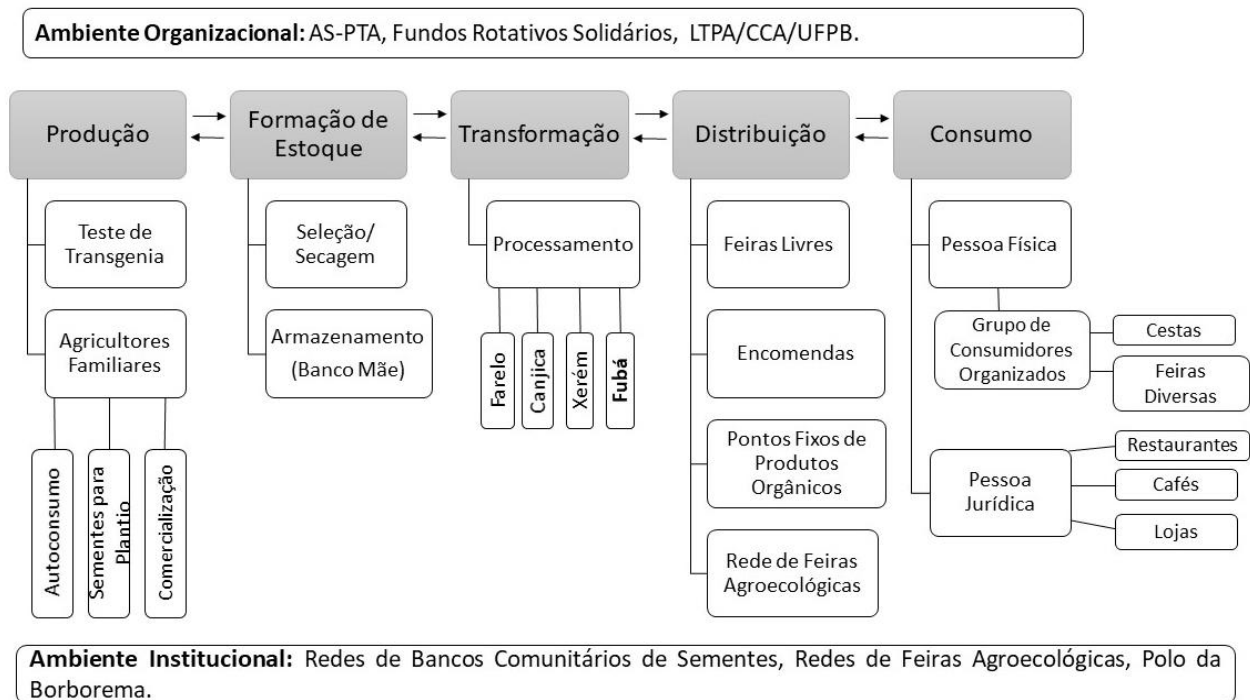 Ambiente Organizacional: AS-PTA, Fundos Rotativos Solidários, LTPA/CCA/UFPB.
Produção
Formação de
Estoque
Transformação
Distribuição
Consumo
Teste de
Transgenia
Agricultores
Familiares
Autoconsumo
Sementes para
Plantio
Comercialização
Seleção/
Secagem
Armazenamento
(Banco Mãe)
Processamento
Farelo
Canjica
Xerém
Fubá
Feiras Livres
Encomendas
Pontos Fixos de
Produtos
Orgânicos
Rede de Feiras
Agroecológicas
Pessoa Física
Grupo de
Consumidores
Organizados
Cestas
Feiras
Diversas
Pessoa
Jurídica
Restaurantes
Cafés
Lojas
Ambiente Institucional: Redes de Bancos Comunitários de Sementes, Redes de Feiras Agroecológicas, Polo da
Borborema.